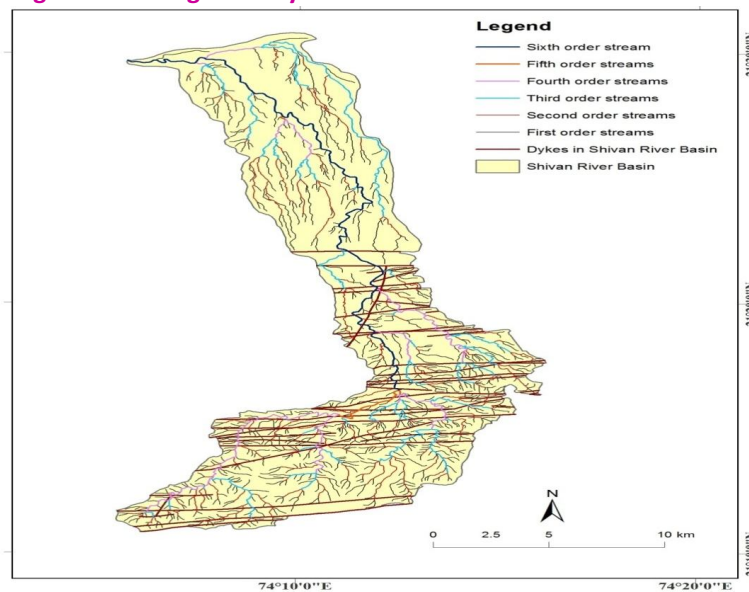 Legend
Sixth order stream
Fifth order streams
Fourth order streams
Third order streams
Second order streams
First order streams
Dykes in Shivan River Basin
Shivan River Basin
N
0 2.5 5 10 km
74°10'0"E 74°20'0"E